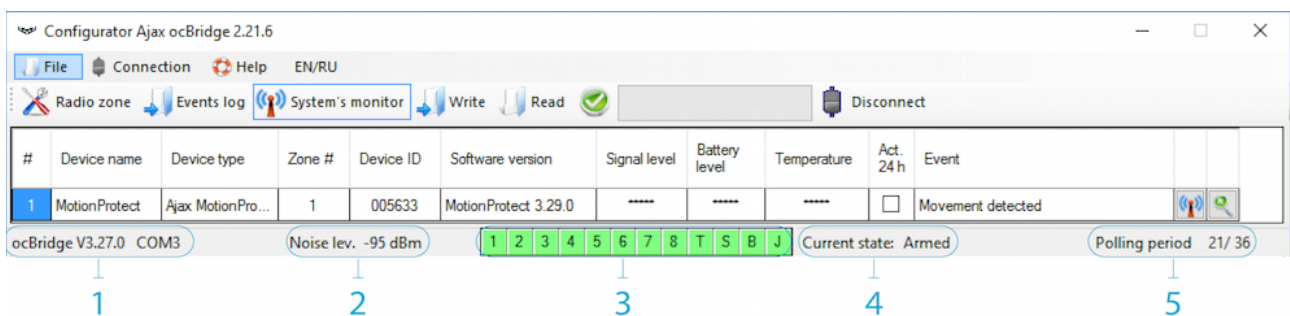 Configurator Ajax ocBridge 2.21.6
File Connection Help EN/RU
Radio zone Events log System's monitor Write Read Disconnect
# Device name Device type Zone # Device ID Software version Signal level Battery level Temperature Act. 24 h Event
1 MotionProtect Ajax MotionPro... 1 005633 MotionProtect 3.29.0 ----- ----- ----- Movement detected
ocBridge V3.27.0 COM3 Noise lev. -95 dBm 1 2 3 4 5 6 7 8 T S B J Current state: Armed Polling period 21/ 36
1 2 3 4 5